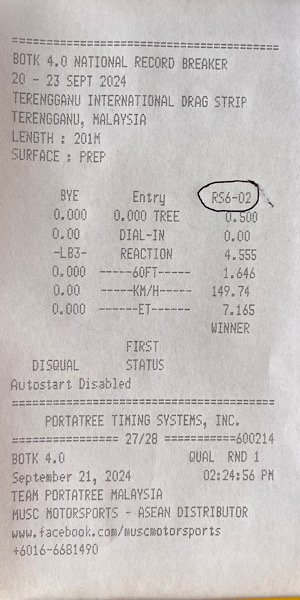 =====================================
BOTK 4.0 NATIONAL RECORD BREAKER
20 - 23 SEPT 2024
TERENGGANU INTERNATIONAL DRAG STRIP
TERENGGANU, MALAYSIA
LENGTH : 201M
SURFACE : PREP
BYE Entry RS6-02
0.000 0.000 TREE 0.500
0.00 DIAL-IN 0.00
-LB3- REACTION 4.555
0.000 ------60FT------ 1.646
0.00 ------KM/H------ 149.74
0.000 -------ET------- 7.165
WINNER
FIRST
DISQUAL STATUS
Autostart Disabled
=====================================
PORTATREE TIMING SYSTEMS, INC.
================ 27/28 ===========600214
BOTK 4.0 QUAL RND 1
September 21, 2024 02:24:56 PM
TEAM PORTATREE MALAYSIA
MUSC MOTORSPORTS - ASEAN DISTRIBUTOR
www.facebook.com/muscmotorsports
+6016-6681490